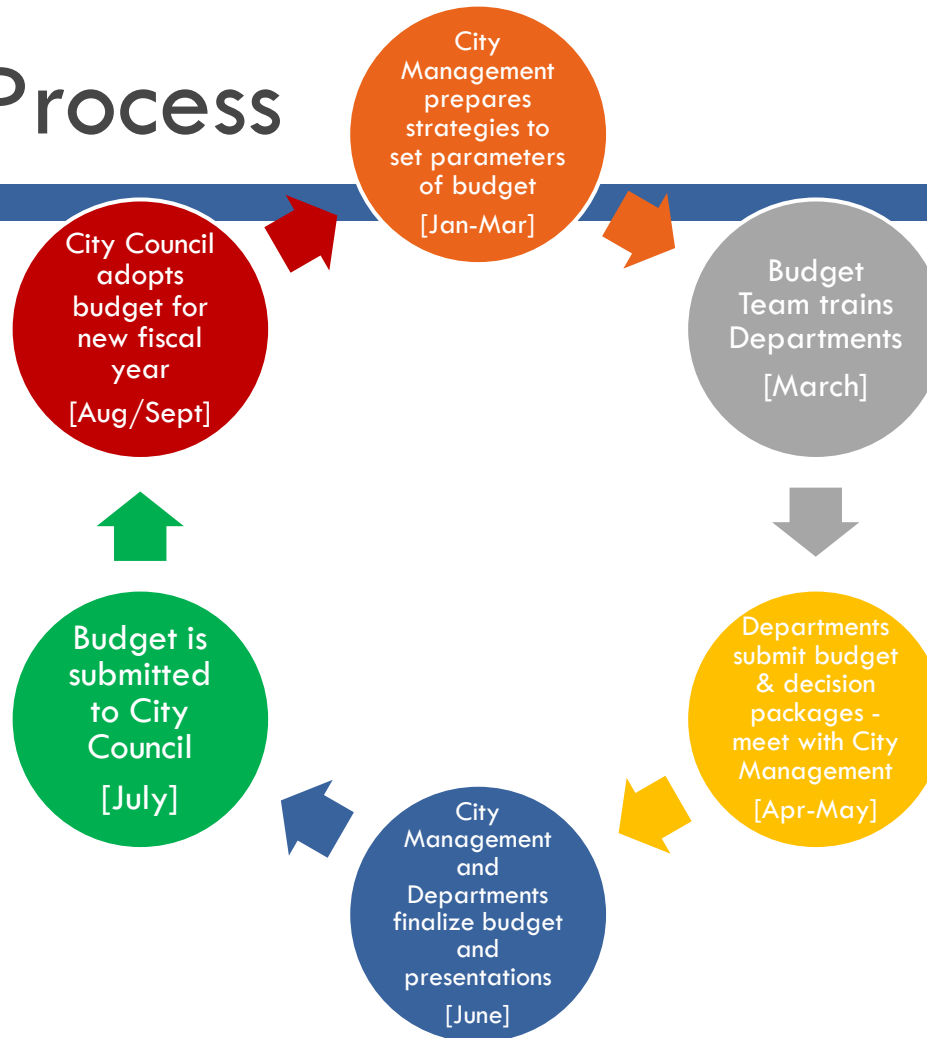 Process
City
Management
prepares
strategies to
set parameters
of budget
[Jan-Mar]
Budget
Team trains
Departments
[March]
Departments
submit budget
& decision
packages -
meet with City
Management
[Apr-May]
City
Management
and
Departments
finalize budget
and
presentations
[June]
Budget is
submitted
to City
Council
[July]
City Council
adopts
budget for
new fiscal
year
[Aug/Sept]